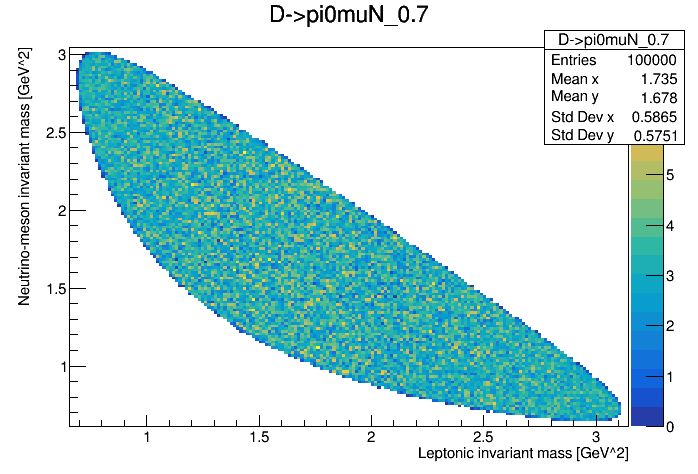 D->pi0muN_0.7
D->pi0muN_0.7
Entries 100000
Mean x 1.735
Mean y 1.678
Std Dev x 0.5865
Std Dev y 0.5751
Neutrino-meson invariant mass [GeV^2]
3
2.5
2
1.5
1
5
4
3
2
1
0
1 1.5 2 2.5 3
Leptonic invariant mass [GeV^2]